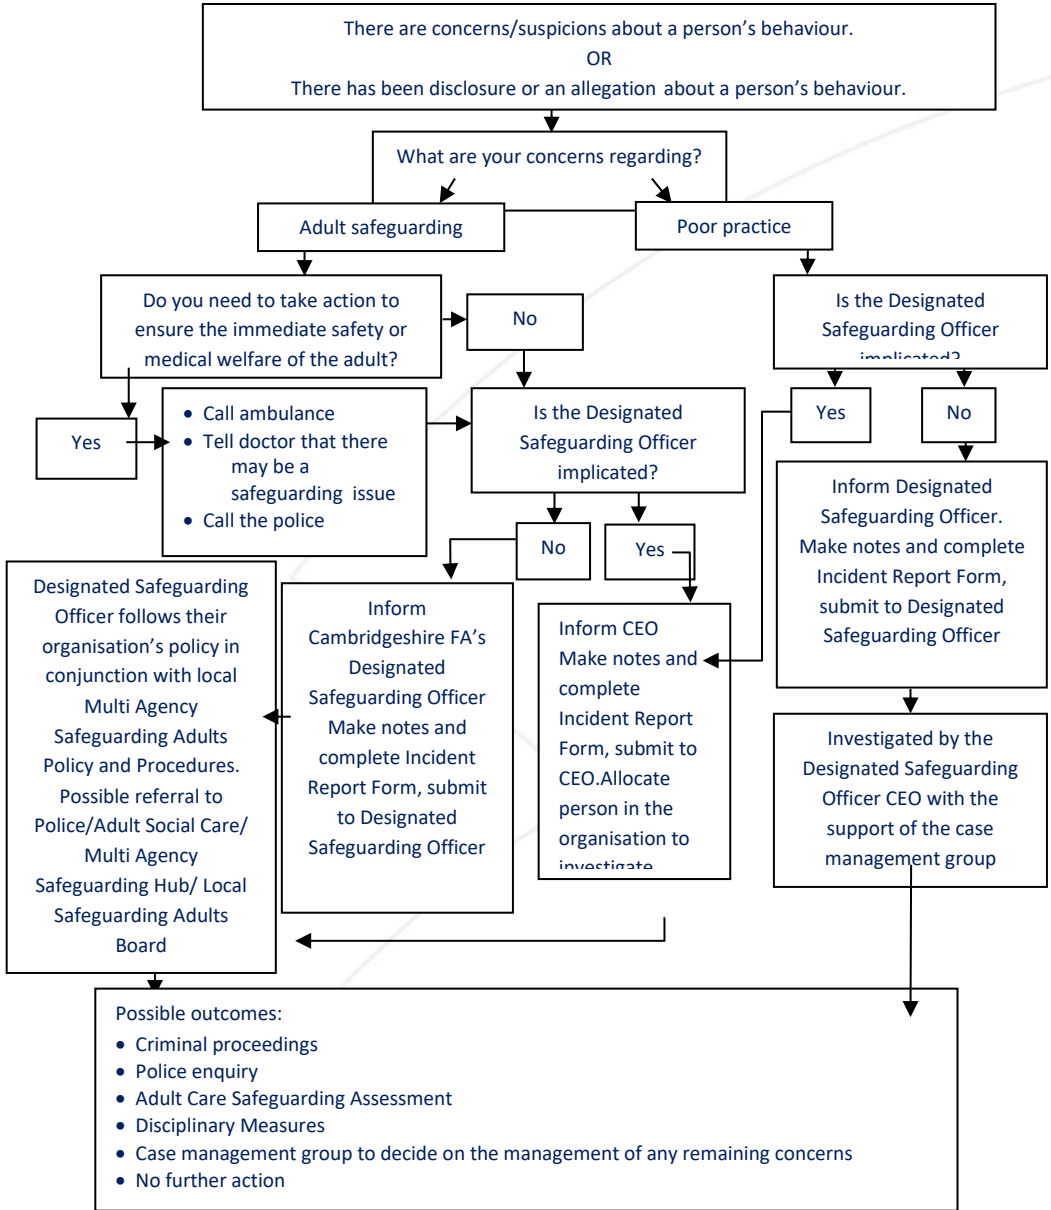 There are concerns/suspicions about a person's behaviour.
OR
There has been disclosure or an allegation about a person's behaviour.
What are your concerns regarding?
Adult safeguarding
Poor practice
Do you need to take action to
ensure the immediate safety or
medical welfare of the adult?
No
Is the Designated
Safeguarding Officer
implicated?
Yes
• Call ambulance
• Tell doctor that there
may be a
safeguarding issue
• Call the police
Is the Designated
Safeguarding Officer
implicated?
Yes
No
No
Yes
Designated Safeguarding
Officer follows their
organisation's policy in
conjunction with local
Multi Agency
Safeguarding Adults
Policy and Procedures.
Possible referral to
Police/Adult Social Care/
Multi Agency
Safeguarding Hub/ Local
Safeguarding Adults
Board
Inform
Cambridgeshire FA's
Designated
Safeguarding Officer
Make notes and
complete Incident
Report Form, submit
to Designated
Safeguarding Officer
Inform CEO
Make notes and
complete
Incident Report
Form, submit to
CEO.Allocate
person in the
organisation to
investigate
Inform Designated
Safeguarding Officer.
Make notes and complete
Incident Report Form,
submit to Designated
Safeguarding Officer
Investigated by the
Designated Safeguarding
Officer CEO with the
support of the case
management group
Possible outcomes:
• Criminal proceedings
• Police enquiry
• Adult Care Safeguarding Assessment
• Disciplinary Measures
• Case management group to decide on the management of any remaining concerns
• No further action